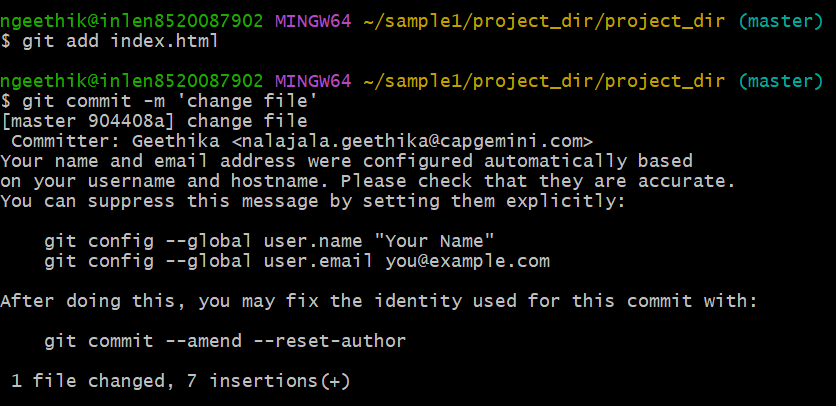 ngeethik@inlen8520087902 MINGW64 ~/sample1/project_dir/project_dir (master)
$ git add index.html
ngeethik@inlen8520087902 MINGW64 ~/sample1/project_dir/project_dir (master)
$ git commit -m 'change file'
[master 904408a] change file
 Committer: Geethika <nalajala.geethika@capgemini.com>
Your name and email address were configured automatically based
on your username and hostname. Please check that they are accurate.
You can suppress this message by setting them explicitly:
    git config --global user.name "Your Name"
    git config --global user.email you@example.com
After doing this, you may fix the identity used for this commit with:
    git commit --amend --reset-author
 1 file changed, 7 insertions(+)